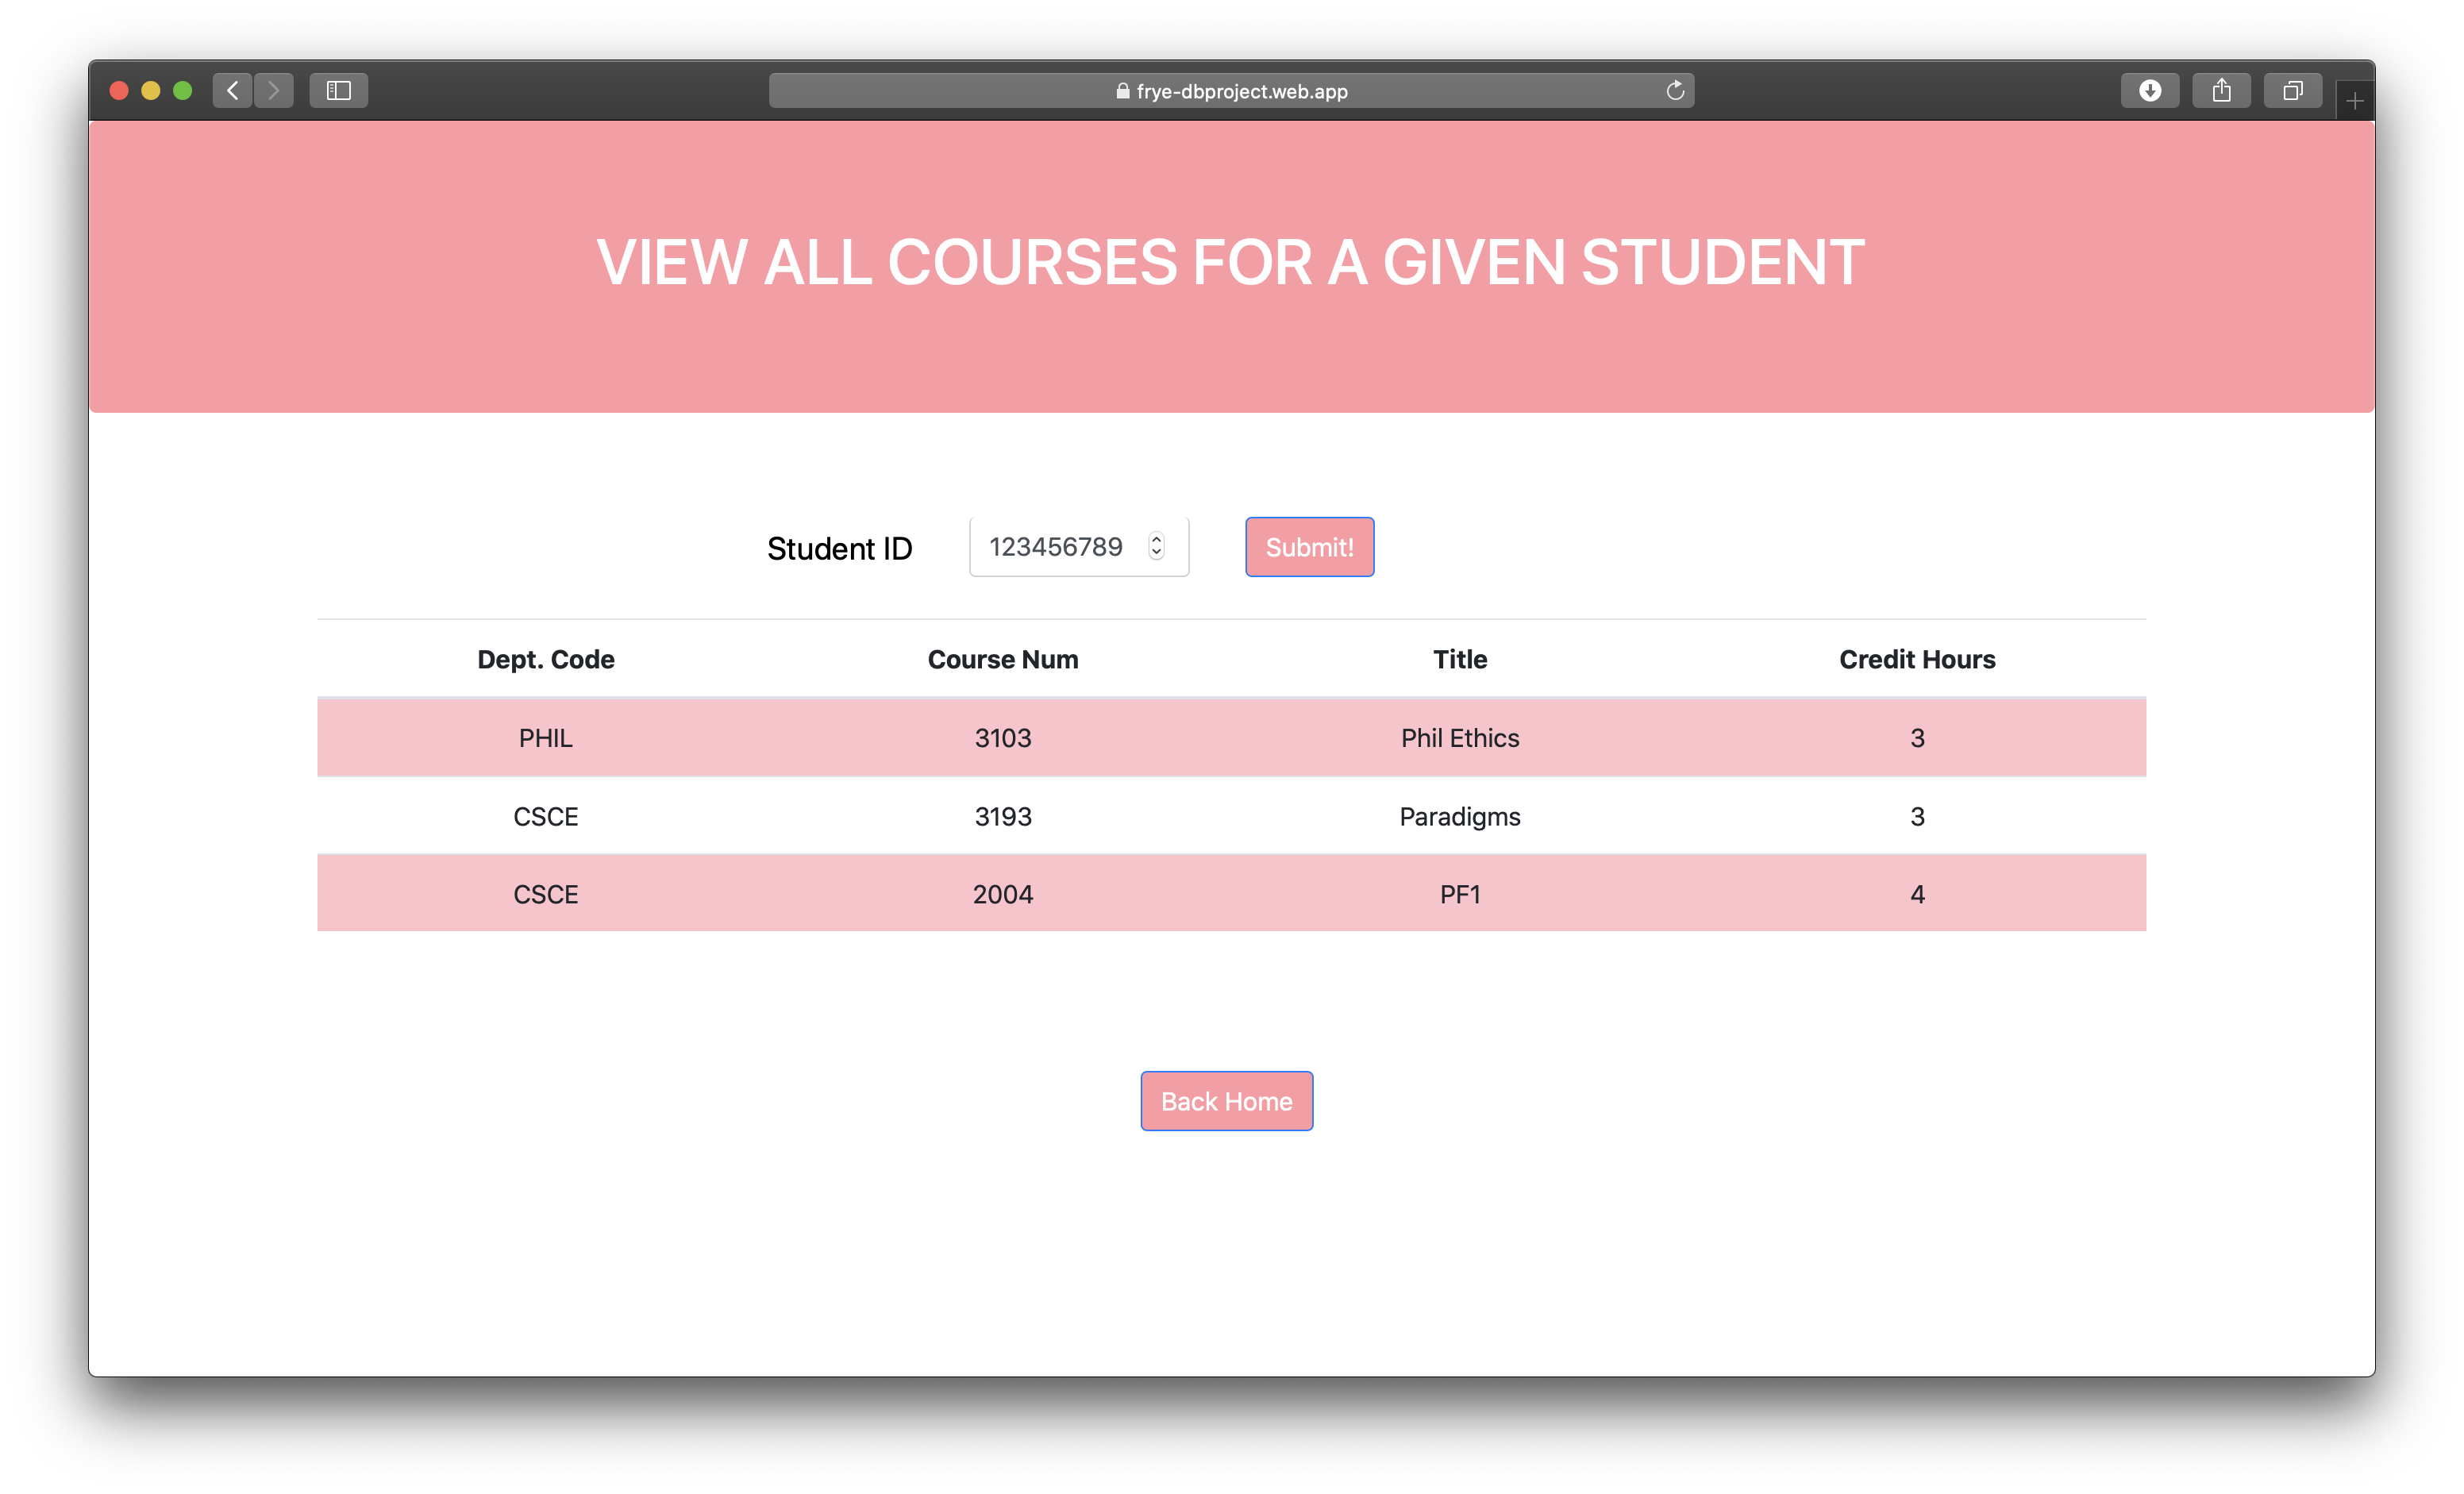 frye-dbproject.web.app
VIEW ALL COURSES FOR A GIVEN STUDENT
Student ID 123456789 Submit!
Dept. Code Course Num Title Credit Hours
PHIL 3103 Phil Ethics 3
CSCE 3193 Paradigms 3
CSCE 2004 PF1 4
Back Home